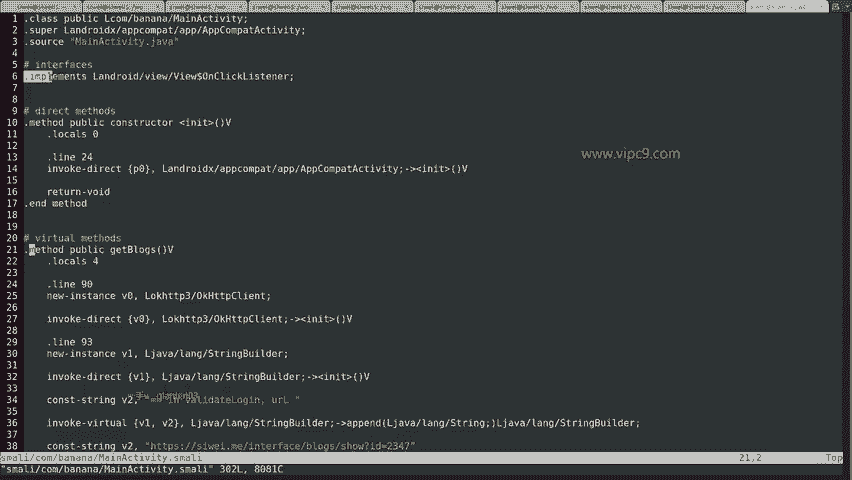 1 .class public Lcom/banana/MainActivity;
2 .super Landroidx/appcompat/app/AppCompatActivity;
3 .source "MainActivity.java"
4
5 # interfaces
6 .implements Landroid/view/View$OnClickListener;
7
8
9 # direct methods
10 .method public constructor <init>()V
11     .locals 0
12
13     .line 24
14     invoke-direct {p0}, Landroidx/appcompat/app/AppCompatActivity;-><init>()V
15
16     return-void
17 .end method
18
19
20 # virtual methods
21 .method public getBlogs()V
22     .locals 4
23
24     .line 90
25     new-instance v0, Lokhttp3/OkHttpClient;
26
27     invoke-direct {v0}, Lokhttp3/OkHttpClient;-><init>()V
28
29     .line 93
30     new-instance v1, Ljava/lang/StringBuilder;
31
32     invoke-direct {v1}, Ljava/lang/StringBuilder;-><init>()V
33
34     const-string v2, in validateLogin, url "
35
36     invoke-virtual {v1, v2}, Ljava/lang/StringBuilder;->append(Ljava/lang/String;)Ljava/lang/StringBuilder;
37
38     const-string v2, "https://siwei.me/interface/blogs/show?id=2347"
smali/com/banana/MainActivity.smali 21,2 Top
"smali/com/banana/MainActivity.smali" 302L, 8081C
www.vipc9.com